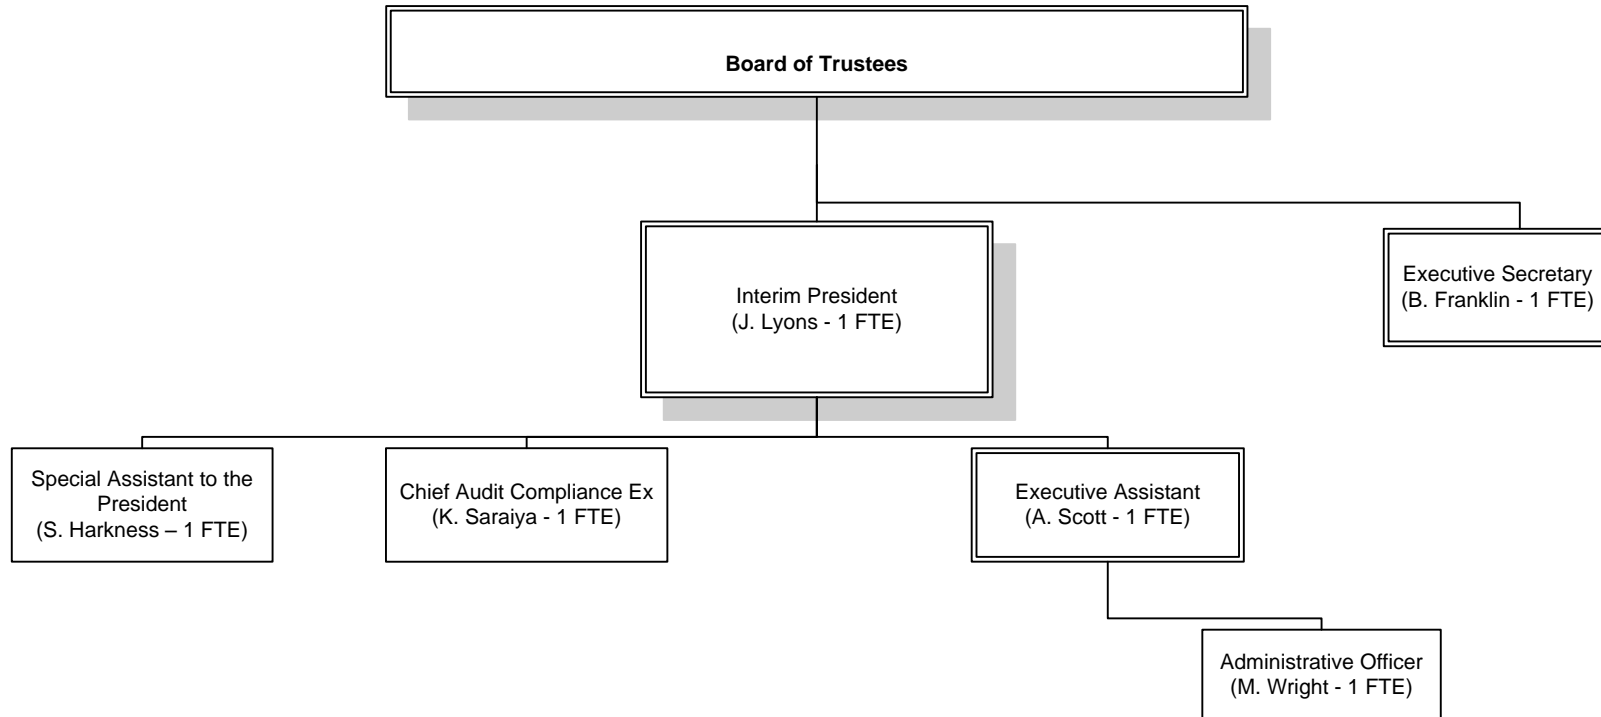 Board of Trustees
Interim President
(J. Lyons - 1 FTE)
Executive Secretary
(B. Franklin - 1 FTE)
Special Assistant to the
President
(S. Harkness – 1 FTE)
Chief Audit Compliance Ex
(K. Saraiya - 1 FTE)
Executive Assistant
(A. Scott - 1 FTE)
Administrative Officer
(M. Wright - 1 FTE)